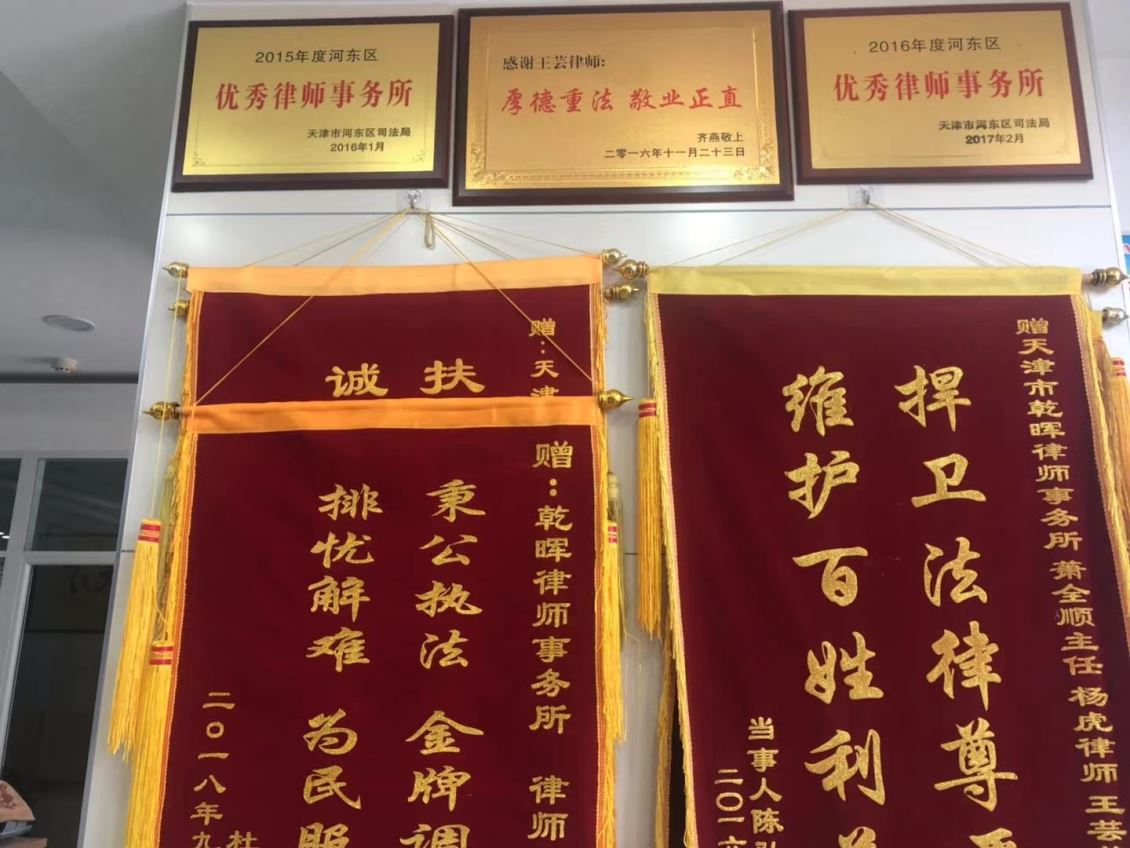 2015年度河东区
优秀律师事务所
天津市河东区司法局
2016年1月
感谢王芸律师:
厚德重法 敬业正直
齐燕敬上
二零一六年十一月二十三日
2016年度河东区
优秀律师事务所
天津市河东区司法局
2017年2月
赠:天津
扶
诚
赠:乾晖律师事务所 律师
秉公执法 金牌调
排忧解难 为民服
二〇一八年九
赠天津市乾晖律师事务所 萧全顺主任 杨虎律师 王芸
捍卫法律尊
维护百姓利
当事人陈
二〇一六